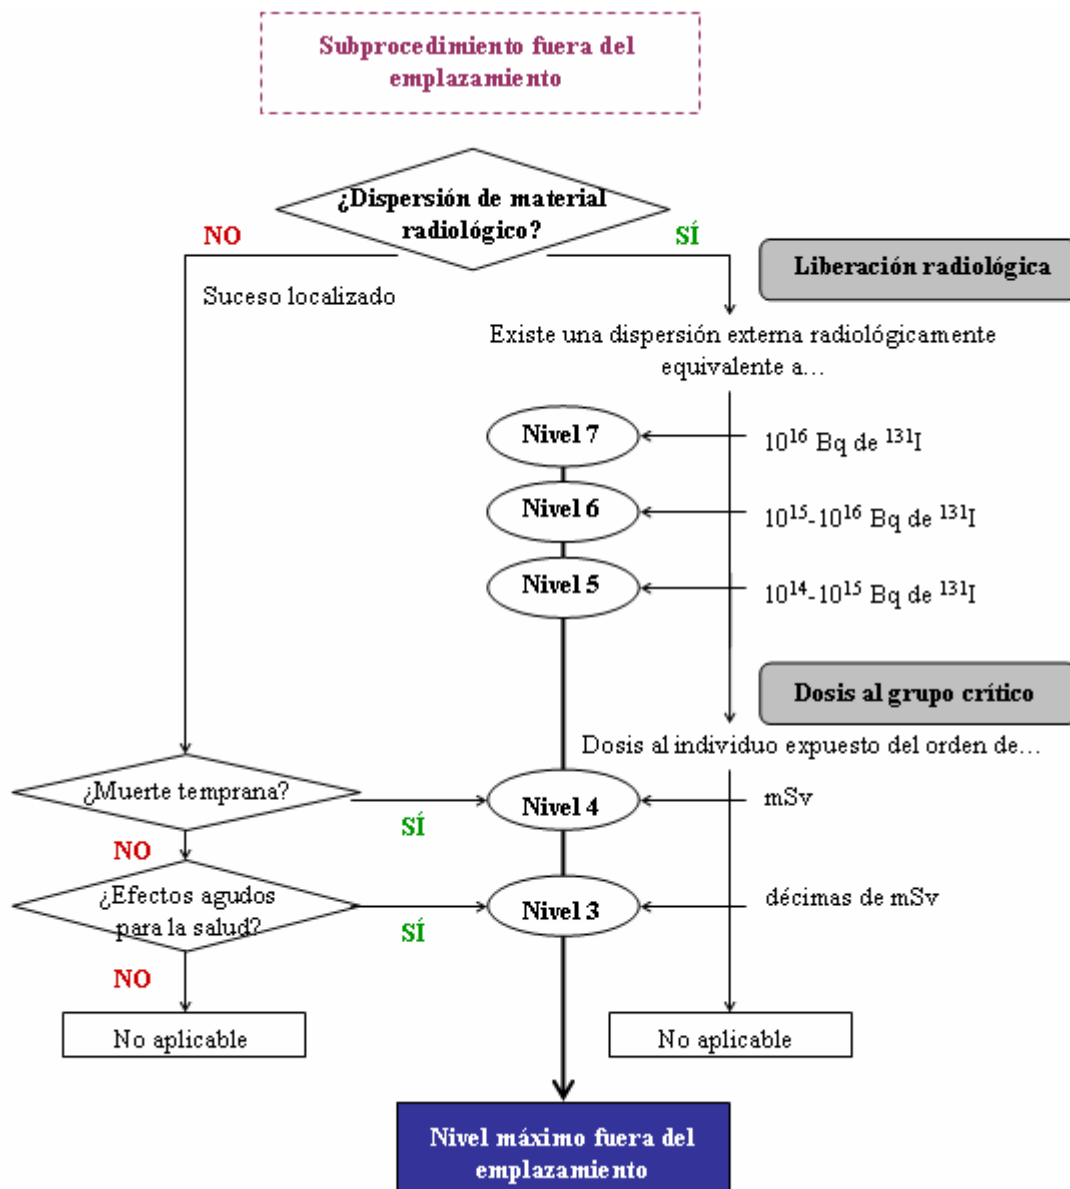 Subprocedimiento fuera del
emplazamiento
¿Dispersión de material
radiológico?
NO
SÍ
Liberación radiológica
Suceso localizado
Existe una dispersión externa radiológicamente
equivalente a...
Nivel 7
10¹⁶ Bq de ¹³¹I
Nivel 6
10¹⁵-10¹⁶ Bq de ¹³¹I
Nivel 5
10¹⁴-10¹⁵ Bq de ¹³¹I
Dosis al grupo crítico
Dosis al individuo expuesto del orden de...
¿Muerte temprana?
SÍ
Nivel 4
mSv
NO
¿Efectos agudos
para la salud?
SÍ
Nivel 3
décimas de mSv
NO
No aplicable
No aplicable
Nivel máximo fuera del
emplazamiento